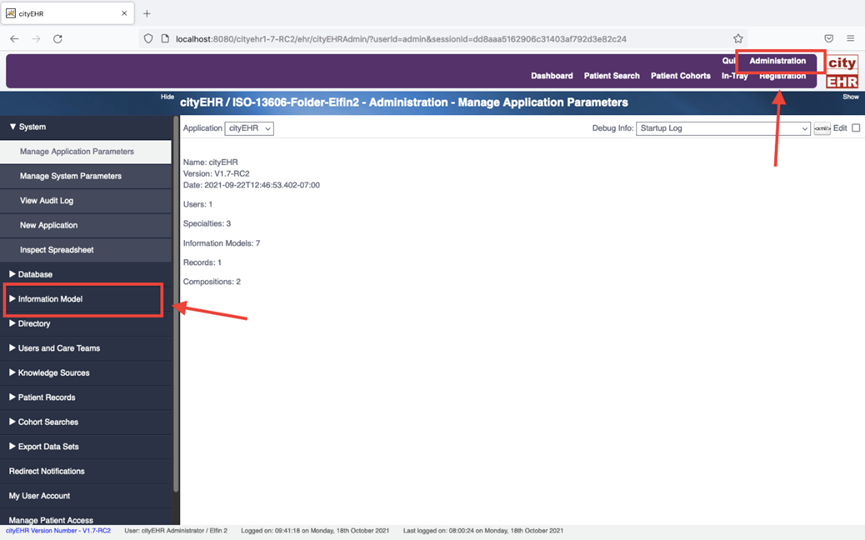 cityEHR
localhost:8080/cityehr1-7-RC2/ehr/cityEHRAdmin/?userId=admin&sessionId=dd8aaa5162906c31403af792d3e82c24
Qui Administration
Dashboard Patient Search Patient Cohorts In-Tray Registration
city
EHR
Hide cityEHR / ISO-13606-Folder-Elfin2 - Administration - Manage Application Parameters Show
▼ System
Application cityEHR Debug Info: Startup Log <xml> Edit
Manage Application Parameters
Name: cityEHR
Manage System Parameters
Version: V1.7-RC2
Date: 2021-09-22T12:46:53.402-07:00
View Audit Log
Users: 1
New Application
Specialties: 3
Inspect Spreadsheet
Information Models: 7
Records: 1
▶ Database
Compositions: 2
▶ Information Model
▶ Directory
▶ Users and Care Teams
▶ Knowledge Sources
▶ Patient Records
▶ Cohort Searches
▶ Export Data Sets
Redirect Notifications
My User Account
Manage Patient Access
cityEHR Version Number - V1.7-RC2 User: cityEHR Administrator / Elfin 2 Logged on: 09:41:18 on Monday, 18th October 2021 Last logged on: 08:00:24 on Monday, 18th October 2021